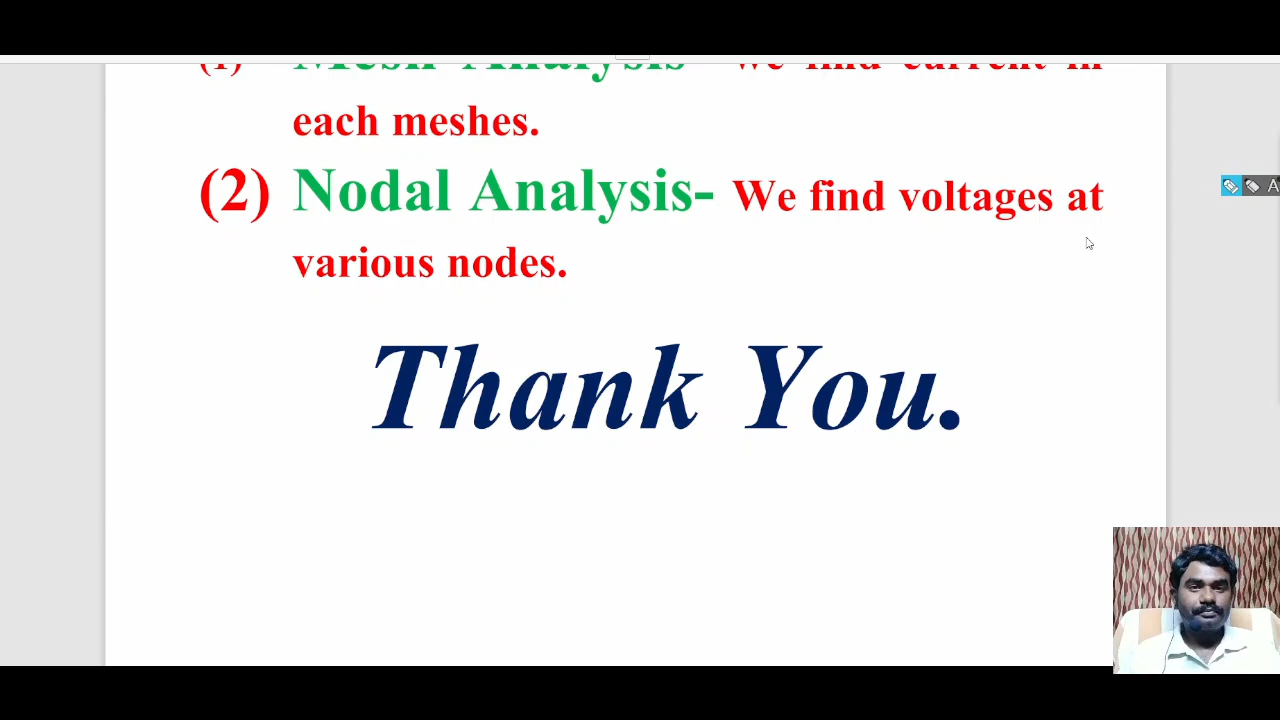 (1) Mesh Analysis- We find current in
each meshes.
(2) Nodal Analysis- We find voltages at
various nodes.
Thank You.
A